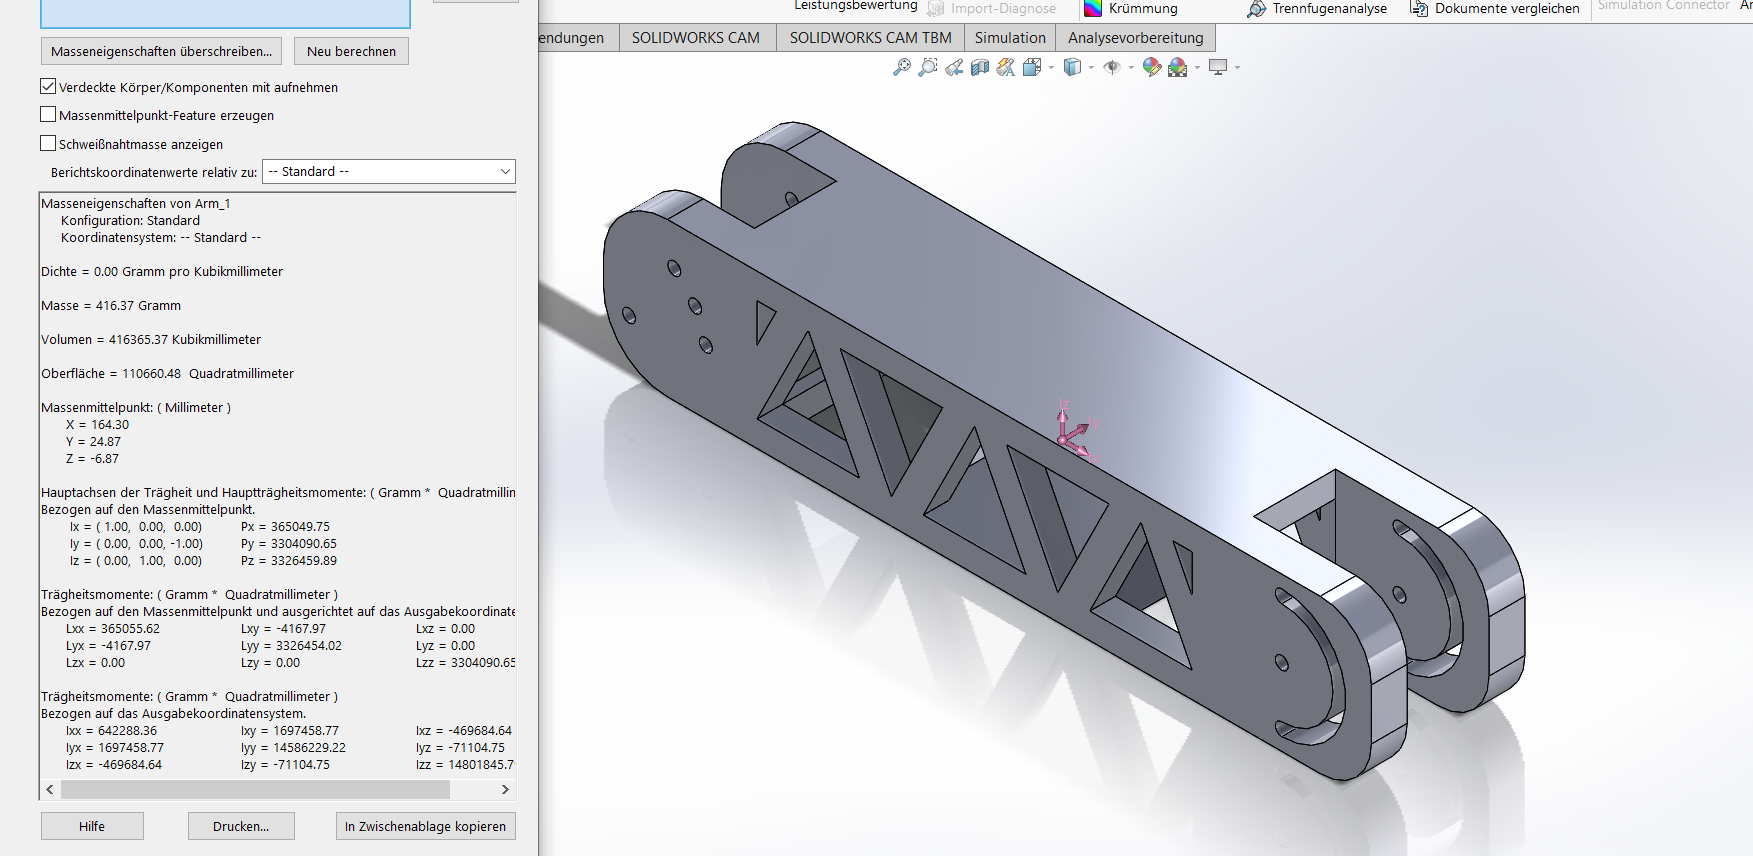 Leistungsbewertung
Import-Diagnose
Krümmung
Trennfugenanalyse
Dokumente vergleichen
Simulation Connector
endungen
SOLIDWORKS CAM
SOLIDWORKS CAM TBM
Simulation
Analysevorbereitung
Masseneigenschaften überschreiben...
Neu berechnen
Verdeckte Körper/Komponenten mit aufnehmen
Massenmittelpunkt-Feature erzeugen
Schweißnahtmasse anzeigen
Berichtskoordinatenwerte relativ zu: -- Standard --
Masseneigenschaften von Arm_1
Konfiguration: Standard
Koordinatensystem: -- Standard --
Dichte = 0.00 Gramm pro Kubikmillimeter
Masse = 416.37 Gramm
Volumen = 416365.37 Kubikmillimeter
Oberfläche = 110660.48 Quadratmillimeter
Massenmittelpunkt: ( Millimeter )
X = 164.30
Y = 24.87
Z = -6.87
Hauptachsen der Trägheit und Hauptträgheitsmomente: ( Gramm * Quadratmillin
Bezogen auf den Massenmittelpunkt.
Ix = ( 1.00, 0.00, 0.00) Px = 365049.75
Iy = ( 0.00, 0.00, -1.00) Py = 3304090.65
Iz = ( 0.00, 1.00, 0.00) Pz = 3326459.89
Trägheitsmomente: ( Gramm * Quadratmillimeter )
Bezogen auf den Massenmittelpunkt und ausgerichtet auf das Ausgabekoordinate
Lxx = 365055.62 Lxy = -4167.97 Lxz = 0.00
Lyx = -4167.97 Lyy = 3326454.02 Lyz = 0.00
Lzx = 0.00 Lzy = 0.00 Lzz = 3304090.65
Trägheitsmomente: ( Gramm * Quadratmillimeter )
Bezogen auf das Ausgabekoordinatensystem.
Ixx = 642288.36 Ixy = 1697458.77 Ixz = -469684.64
Iyx = 1697458.77 Iyy = 14586229.22 Iyz = -71104.75
Izx = -469684.64 Izy = -71104.75 Izz = 14801845.7
Hilfe
Drucken...
In Zwischenablage kopieren